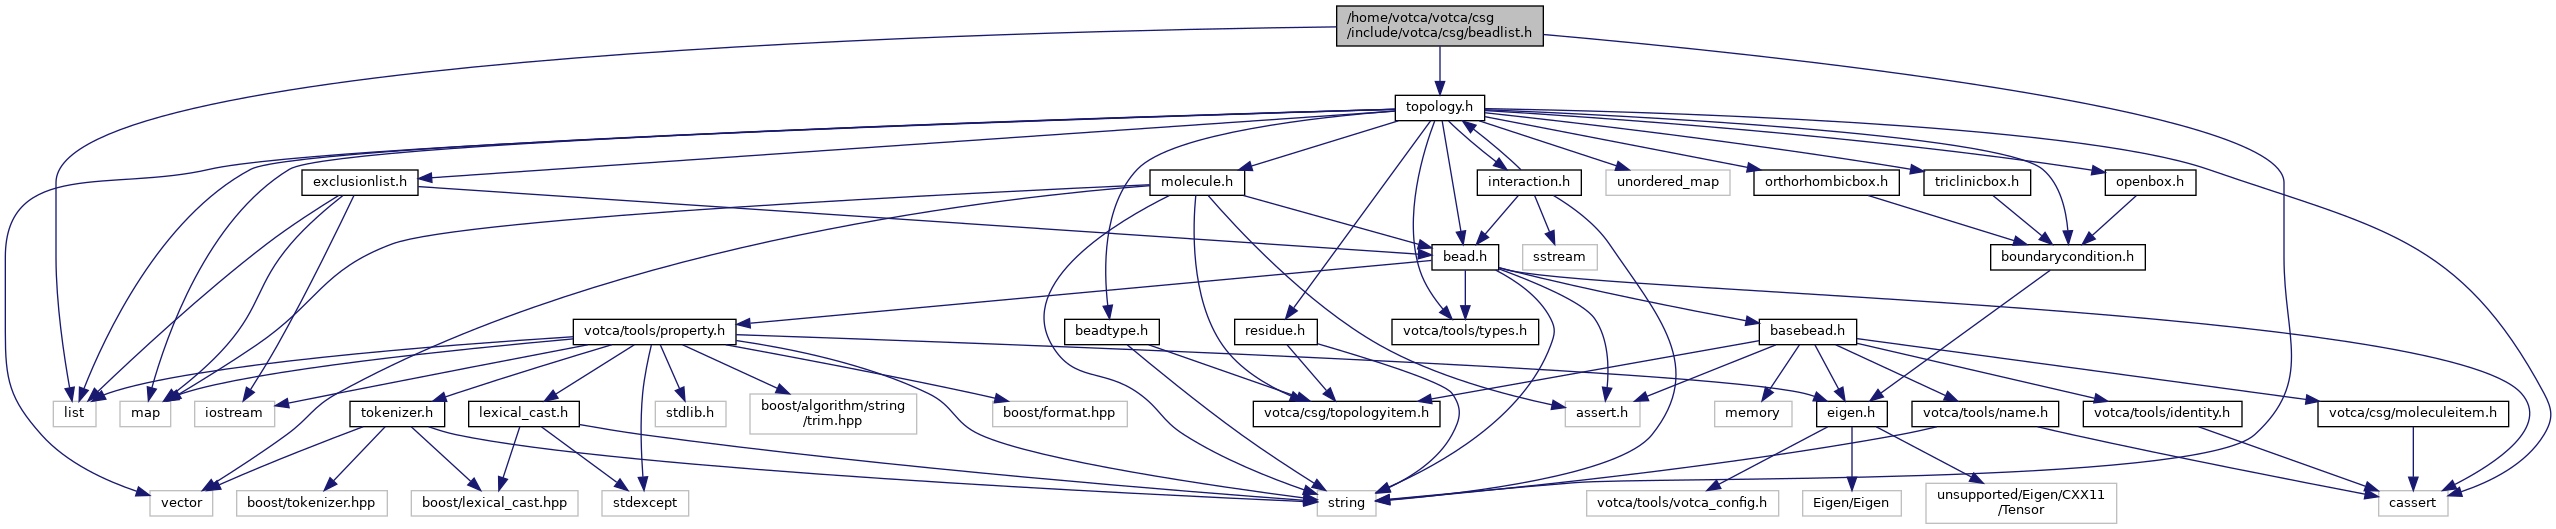 /home/votca/votca/csg
/include/votca/csg/beadlist.h
topology.h
exclusionlist.h
molecule.h
interaction.h
unordered_map
orthorhombicbox.h
triclinicbox.h
openbox.h
bead.h
sstream
boundarycondition.h
votca/tools/property.h
beadtype.h
residue.h
votca/tools/types.h
basebead.h
list
map
iostream
tokenizer.h
lexical_cast.h
stdlib.h
boost/algorithm/string
/trim.hpp
boost/format.hpp
votca/csg/topologyitem.h
assert.h
memory
eigen.h
votca/tools/name.h
votca/tools/identity.h
votca/csg/moleculeitem.h
vector
boost/tokenizer.hpp
boost/lexical_cast.hpp
stdexcept
string
votca/tools/votca_config.h
Eigen/Eigen
unsupported/Eigen/CXX11
/Tensor
cassert